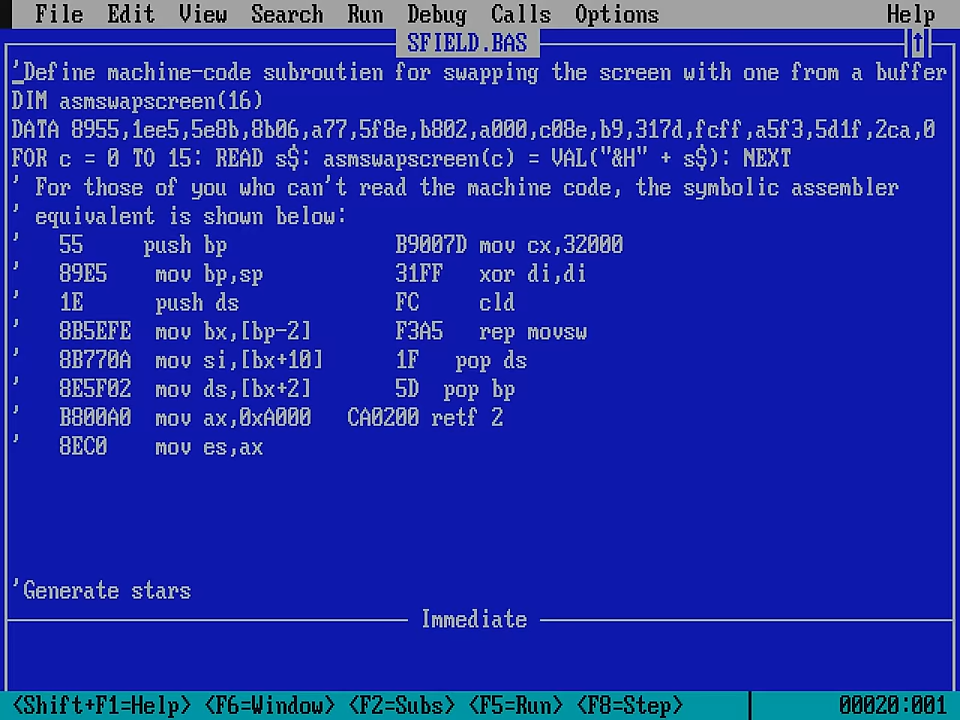 File Edit View Search Run Debug Calls Options Help
SFIELD.BAS
'Define machine-code subroutien for swapping the screen with one from a buffer
DIM asmswapscreen(16)
DATA 8955,1ee5,5e8b,8b06,a77,5f8e,b802,a000,c08e,b9,317d,fcff,a5f3,5d1f,2ca,0
FOR c = 0 TO 15: READ s$: asmswapscreen(c) = VAL("&H" + s$): NEXT
' For those of you who can't read the machine code, the symbolic assembler
' equivalent is shown below:
' 55 push bp B9007D mov cx,32000
' 89E5 mov bp,sp 31FF xor di,di
' 1E push ds FC cld
' 8B5EFE mov bx,[bp-2] F3A5 rep movsw
' 8B770A mov si,[bx+10] 1F pop ds
' 8E5F02 mov ds,[bx+2] 5D pop bp
' B800A0 mov ax,0xA000 CA0200 retf 2
' 8EC0 mov es,ax
'Generate stars
Immediate
<Shift+F1=Help> <F6=Window> <F2=Subs> <F5=Run> <F8=Step> 00020:001